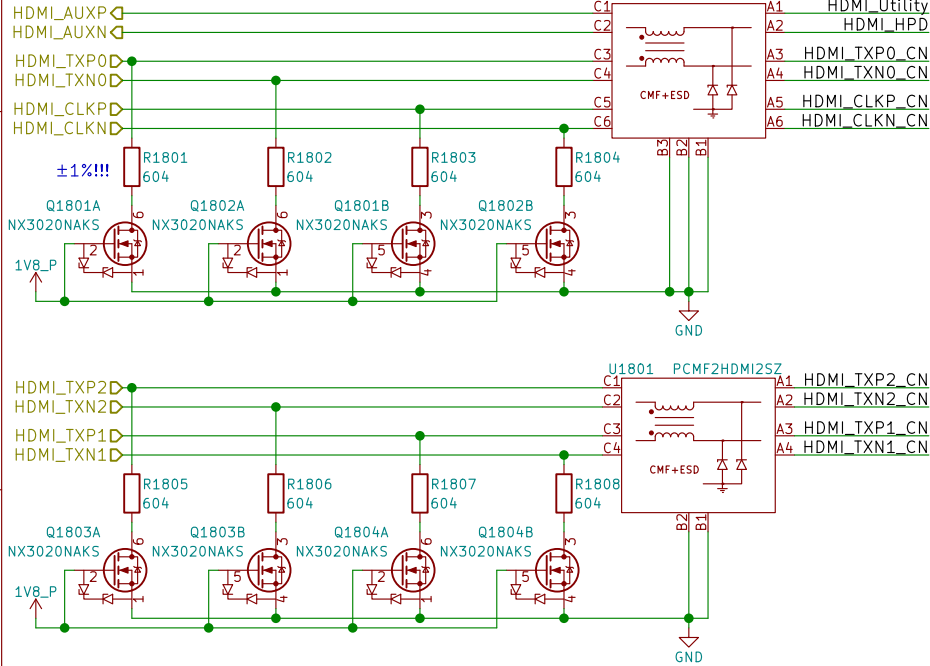 HDMI_AUXP C1 A1 HDMI_Utility
HDMI_AUXN C2 A2 HDMI_HPD
HDMI_TXP0 C3 A3 HDMI_TXP0_CN
HDMI_TXN0 C4 A4 HDMI_TXN0_CN
CMF+ESD
HDMI_CLKP C5 A5 HDMI_CLKP_CN
HDMI_CLKN C6 A6 HDMI_CLKN_CN
B3 B2 B1
±1%!!!
R1801 R1802 R1803 R1804
604 604 604 604
Q1801A Q1802A Q1801B Q1802B
NX3020NAKS NX3020NAKS NX3020NAKS NX3020NAKS
6 6 3 3
2 2 5 5
1V8_P
1 1 4 4
GND
U1801 PCMF2HDMI2SZ
HDMI_TXP2 C1 A1 HDMI_TXP2_CN
HDMI_TXN2 C2 A2 HDMI_TXN2_CN
HDMI_TXP1 C3 A3 HDMI_TXP1_CN
HDMI_TXN1 C4 A4 HDMI_TXN1_CN
CMF+ESD
R1805 R1806 R1807 R1808
604 604 604 604
B2 B1
Q1803A Q1803B Q1804A Q1804B
NX3020NAKS NX3020NAKS NX3020NAKS NX3020NAKS
6 3 6 3
2 5 2 5
1V8_P
1 4 1 4
GND